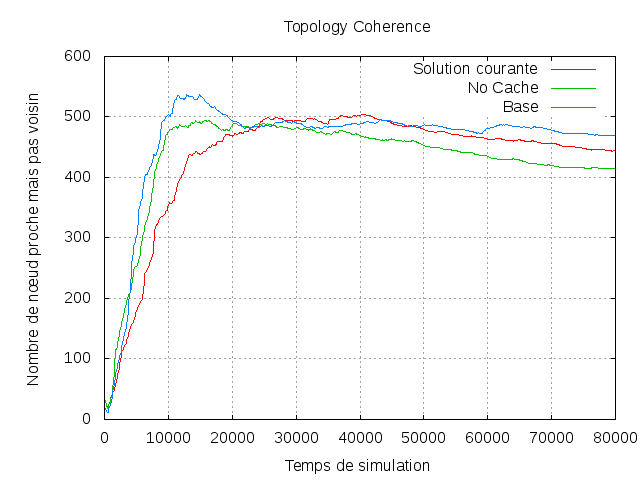 Topology Coherence
Nombre de nœud proche mais pas voisin
600
500
400
300
200
100
0
Solution courante
No Cache
Base
0 10000 20000 30000 40000 50000 60000 70000 80000
Temps de simulation